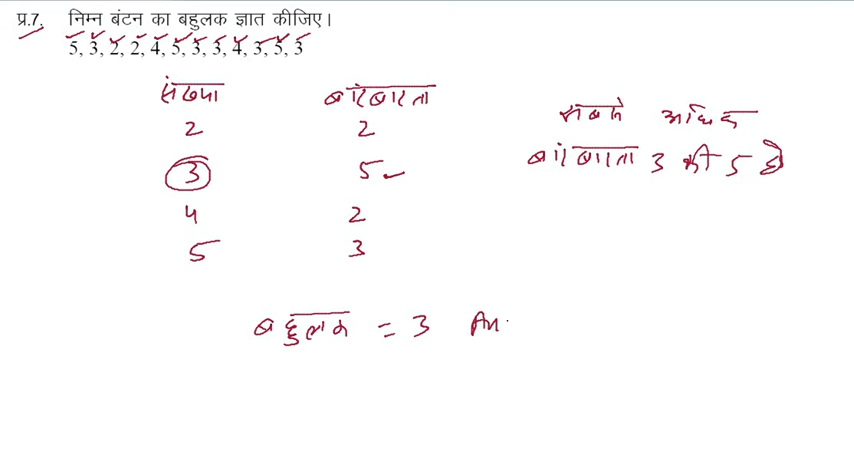 प्र.7. निम्न बंटन का बहुलक ज्ञात कीजिए।
5, 3, 2, 2, 4, 5, 3, 3, 4, 3, 5, 3
संख्या बारंबारता
2 2
3 5
4 2
5 3
सबसे अधिक
बारंबारता 3 की 5 है
बहुलक = 3 Ans.